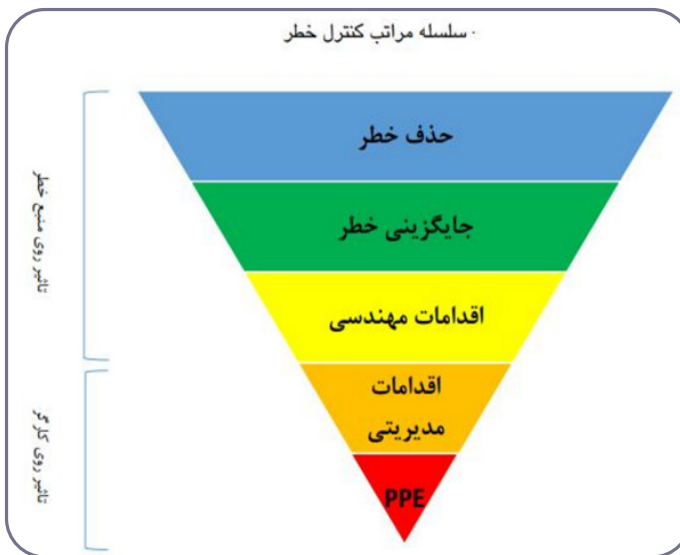 · سلسله مراتب کنترل خطر
حذف خطر
جایگزینی خطر
اقدامات مهندسی
اقدامات
مدیریتی
PPE
تاثیر روی منبع خطر
تاثیر روی کارگر